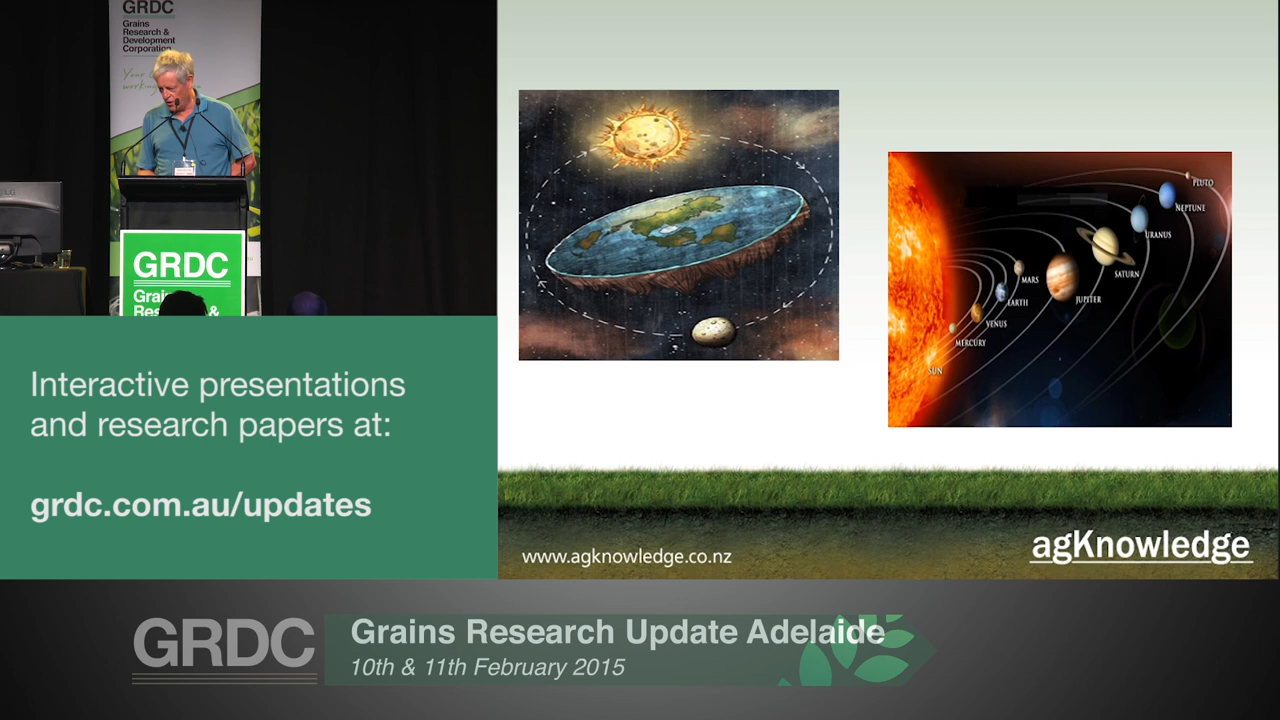 GRDC
Grains
Research &
Development
Corporation
GRDC
Interactive presentations
and research papers at:
grdc.com.au/updates
PLUTO
NEPTUNE
URANUS
SATURN
MARS
JUPITER
EARTH
VENUS
MERCURY
SUN
www.agknowledge.co.nz
agKnowledge
GRDC
Grains Research Update Adelaide
10th & 11th February 2015